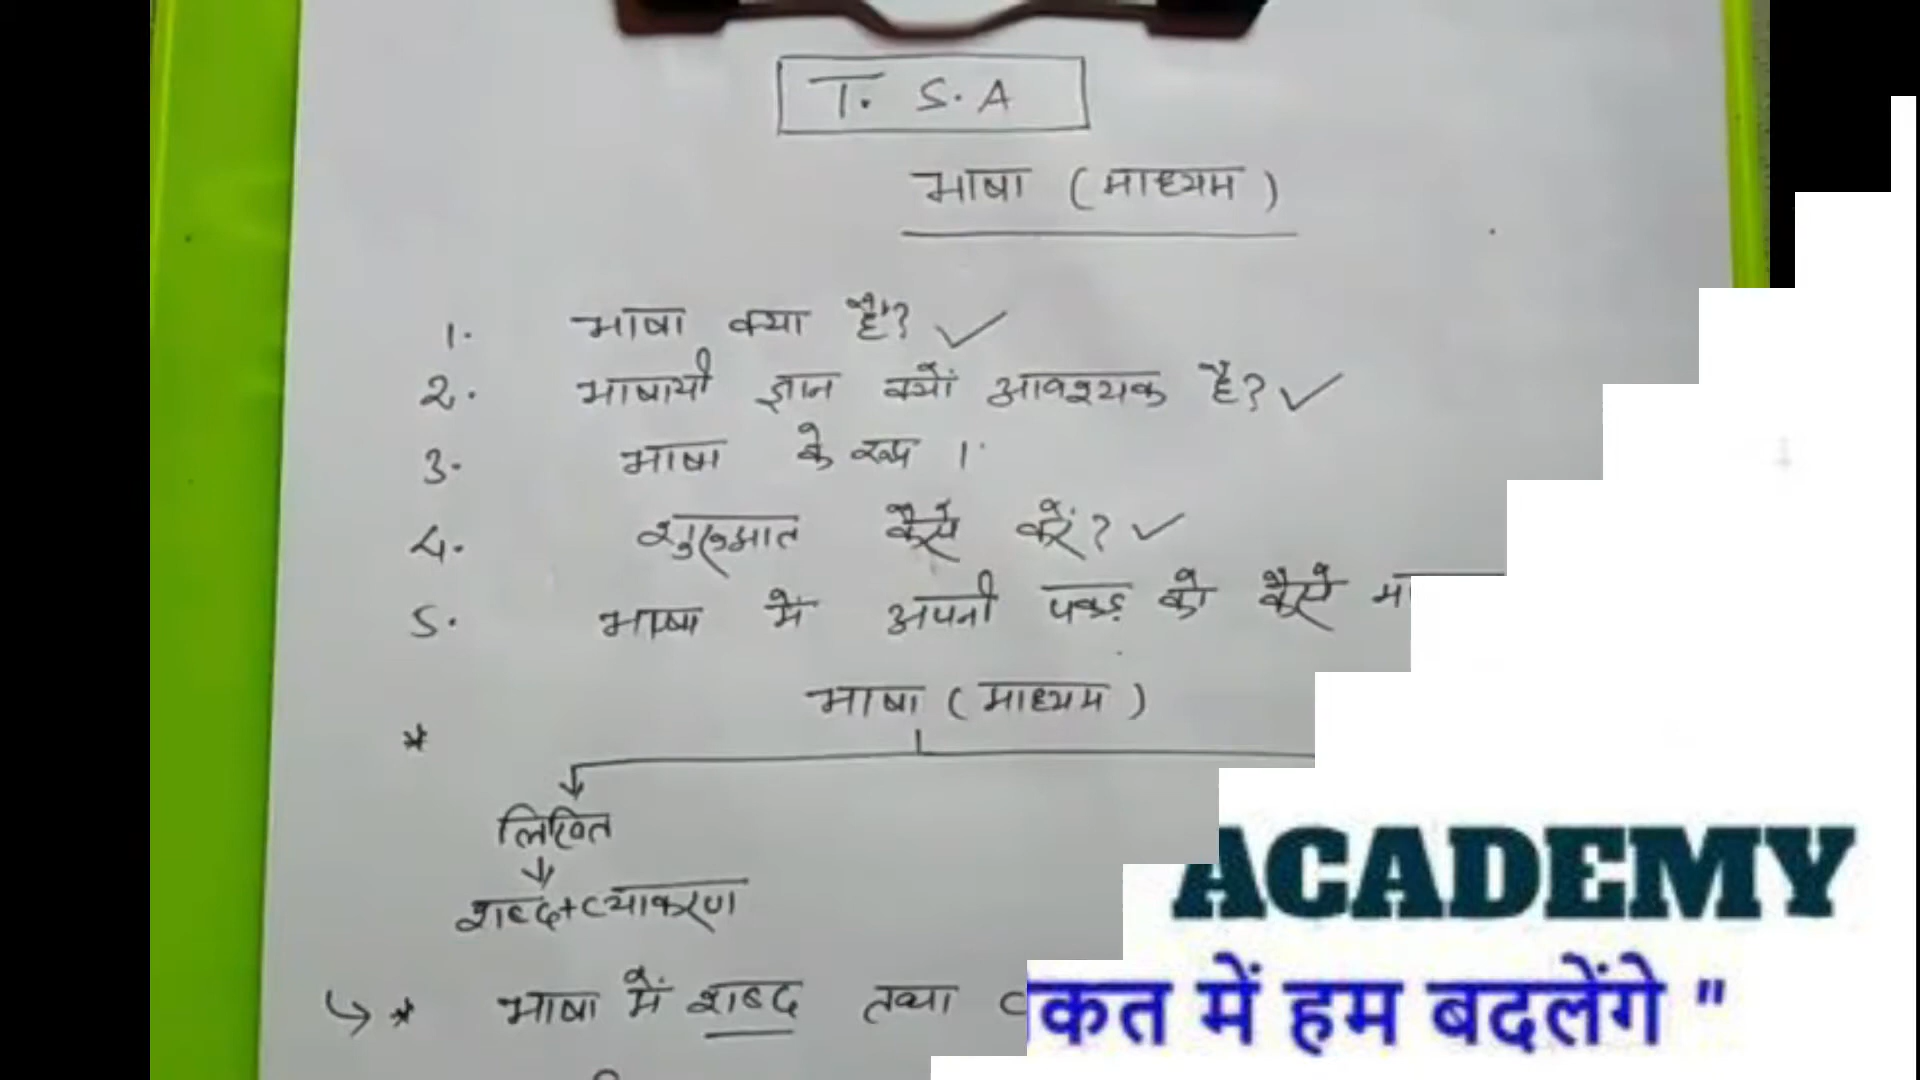 T. S. A
भाषा (माध्यम)
1. भाषा क्या है?
2. भाषायी ज्ञान क्यों आवश्यक है?
3. भाषा के रूप ।
4. शुरुआत कैसे करें?
5. भाषा में अपनी पकड़ को कैसे
* भाषा (माध्यम)
लिखित
शब्द+व्याकरण
* भाषा में शब्द तथा
ACADEMY
कत में हम बदलेंगे "